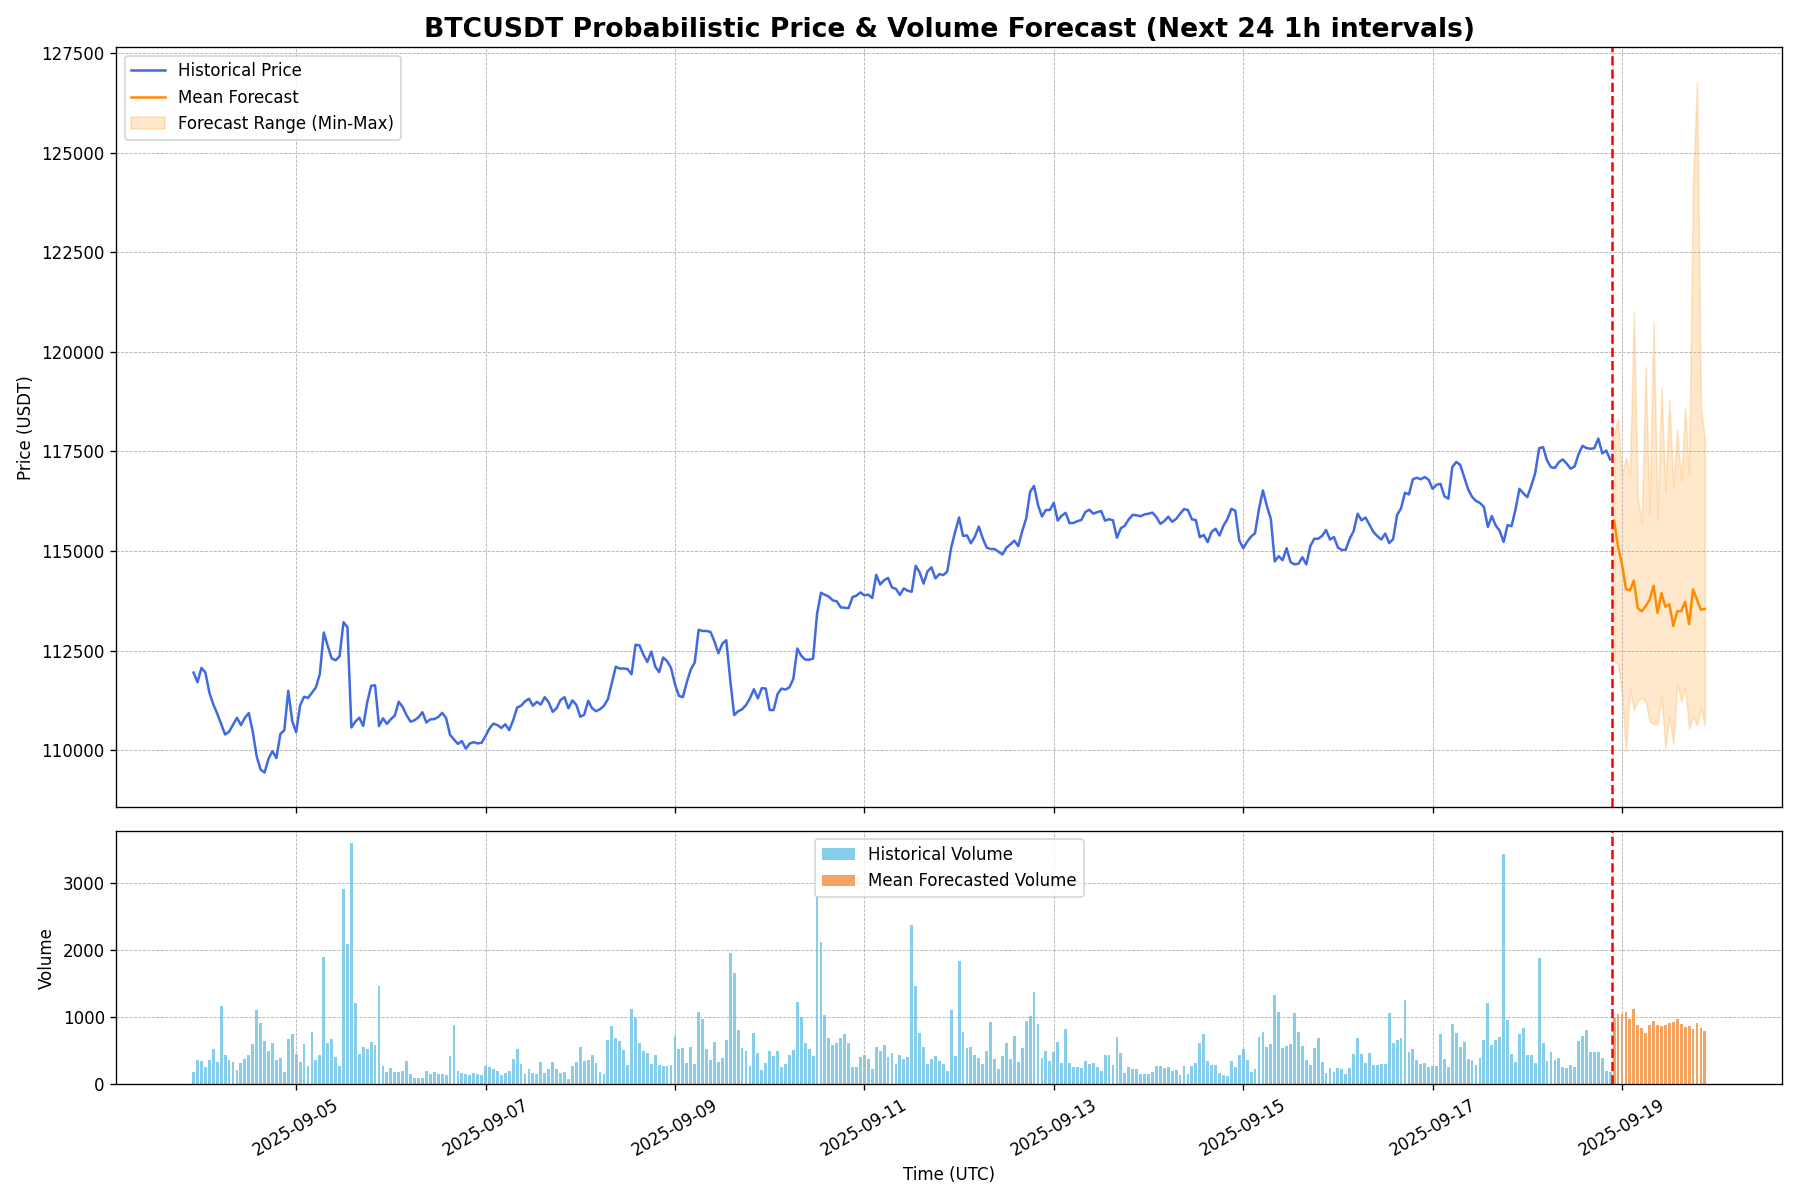 BTCUSDT Probabilistic Price & Volume Forecast (Next 24 1h intervals)
Historical Price
Mean Forecast
Forecast Range (Min-Max)
127500
125000
122500
120000
117500
115000
112500
110000
Price (USDT)
Historical Volume
Mean Forecasted Volume
3000
2000
1000
0
Volume
2025-09-05
2025-09-07
2025-09-09
2025-09-11
2025-09-13
2025-09-15
2025-09-17
2025-09-19
Time (UTC)